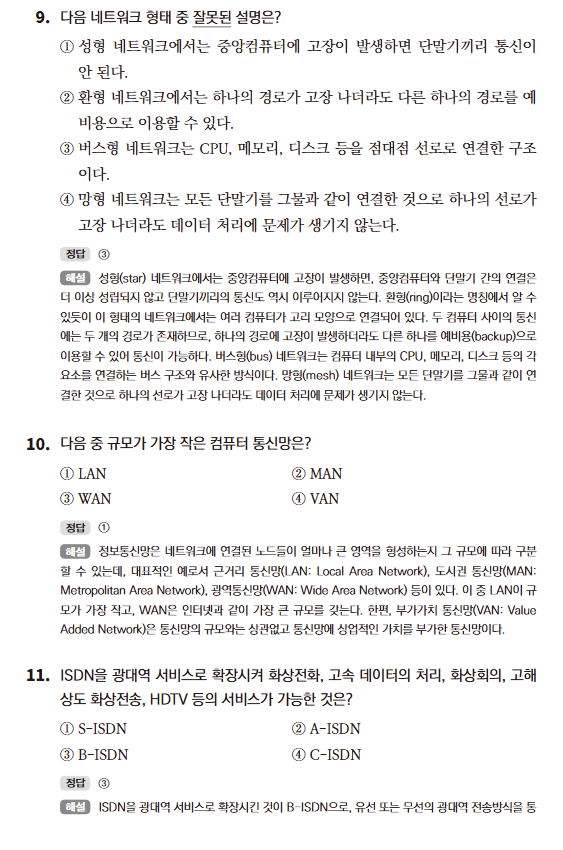 9. 다음 네트워크 형태 중 잘못된 설명은?
① 성형 네트워크에서는 중앙컴퓨터에 고장이 발생하면 단말기끼리 통신이
안 된다.
② 환형 네트워크에서는 하나의 경로가 고장 나더라도 다른 하나의 경로를 예
비용으로 이용할 수 있다.
③ 버스형 네트워크는 CPU, 메모리, 디스크 등을 점대점 선로로 연결한 구조
이다.
④ 망형 네트워크는 모든 단말기를 그물과 같이 연결한 것으로 하나의 선로가
고장 나더라도 데이터 처리에 문제가 생기지 않는다.
정답 ③
해설 성형(star) 네트워크에서는 중앙컴퓨터에 고장이 발생하면, 중앙컴퓨터와 단말기 간의 연결은
더 이상 성립되지 않고 단말기끼리의 통신도 역시 이루어지지 않는다. 환형(ring)이라는 명칭에서 알 수
있듯이 이 형태의 네트워크에서는 여러 컴퓨터가 고리 모양으로 연결되어 있다. 두 컴퓨터 사이의 통신
에는 두 개의 경로가 존재하므로, 하나의 경로에 고장이 발생하더라도 다른 하나를 예비용(backup)으로
이용할 수 있어 통신이 가능하다. 버스형(bus) 네트워크는 컴퓨터 내부의 CPU, 메모리, 디스크 등의 각
요소를 연결하는 버스 구조와 유사한 방식이다. 망형(mesh) 네트워크는 모든 단말기를 그물과 같이 연
결한 것으로 하나의 선로가 고장 나더라도 데이터 처리에 문제가 생기지 않는다.
10. 다음 중 규모가 가장 작은 컴퓨터 통신망은?
① LAN ② MAN
③ WAN ④ VAN
정답 ①
해설 정보통신망은 네트워크에 연결된 노드들이 얼마나 큰 영역을 형성하는지 그 규모에 따라 구분
할 수 있는데, 대표적인 예로서 근거리 통신망(LAN: Local Area Network), 도시권 통신망(MAN:
Metropolitan Area Network), 광역통신망(WAN: Wide Area Network) 등이 있다. 이 중 LAN이 규
모가 가장 작고, WAN은 인터넷과 같이 가장 큰 규모를 갖는다. 한편, 부가가치 통신망(VAN: Value
Added Network)은 통신망의 규모와는 상관없고 통신망에 상업적인 가치를 부가한 통신망이다.
11. ISDN을 광대역 서비스로 확장시켜 화상전화, 고속 데이터의 처리, 화상회의, 고해
상도 화상전송, HDTV 등의 서비스가 가능한 것은?
① S-ISDN ② A-ISDN
③ B-ISDN ④ C-ISDN
정답 ③
해설 ISDN을 광대역 서비스로 확장시킨 것이 B-ISDN으로, 유선 또는 무선의 광대역 전송방식을 통